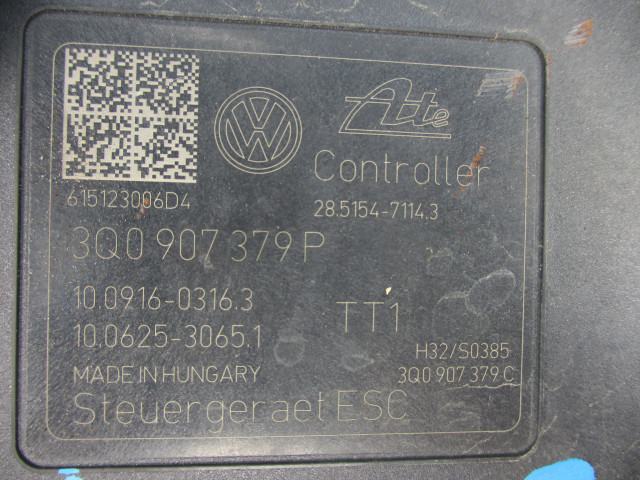 VW
Ate
Controller
615123006D4
28.5154-7114.3
3Q0 907 379 P
10.0916-0316.3
TT1
10.0625-3065.1
H32/S0385
MADE IN HUNGARY
3Q0 907 379 C
Steuergeraet ESC